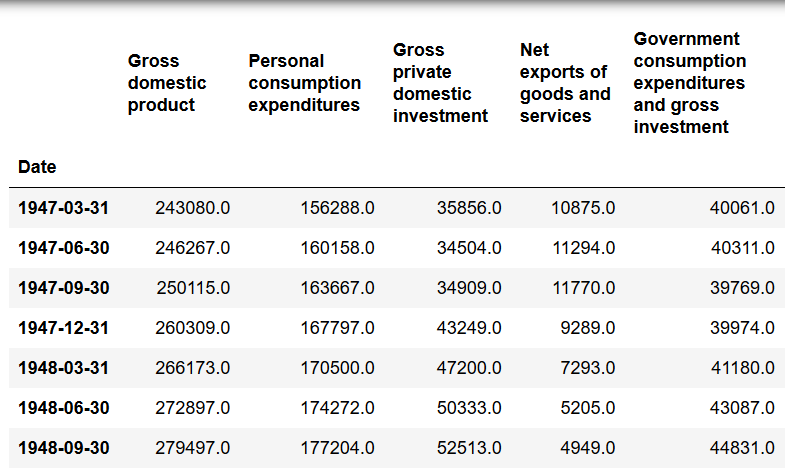 Gross domestic product Personal consumption expenditures Gross private domestic investment Net exports of goods and services Government consumption expenditures and gross investment
Date
1947-03-31 243080.0 156288.0 35856.0 10875.0 40061.0
1947-06-30 246267.0 160158.0 34504.0 11294.0 40311.0
1947-09-30 250115.0 163667.0 34909.0 11770.0 39769.0
1947-12-31 260309.0 167797.0 43249.0 9289.0 39974.0
1948-03-31 266173.0 170500.0 47200.0 7293.0 41180.0
1948-06-30 272897.0 174272.0 50333.0 5205.0 43087.0
1948-09-30 279497.0 177204.0 52513.0 4949.0 44831.0